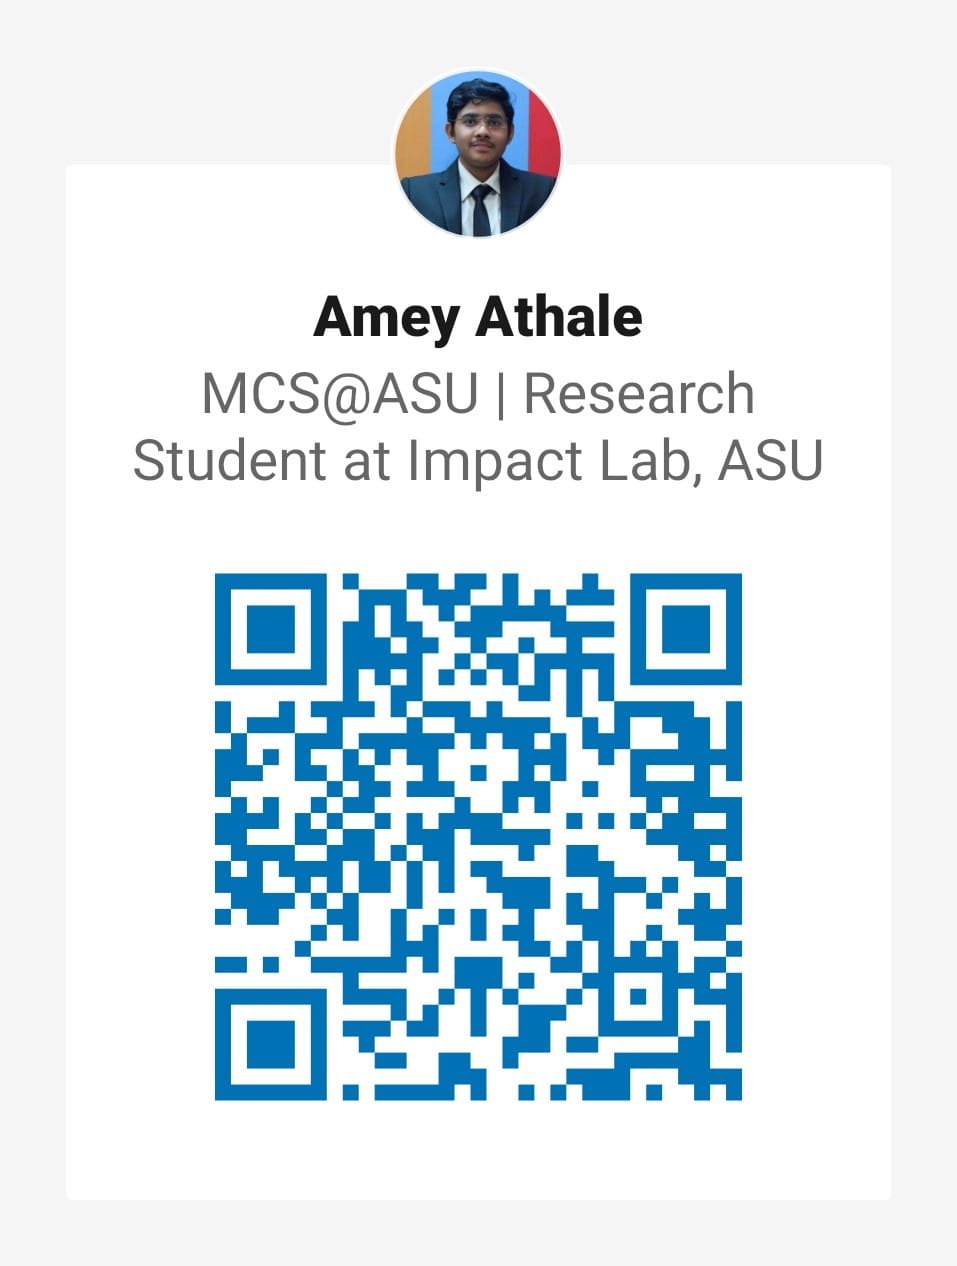 Amey Athale
MCS@ASU | Research
Student at Impact Lab, ASU